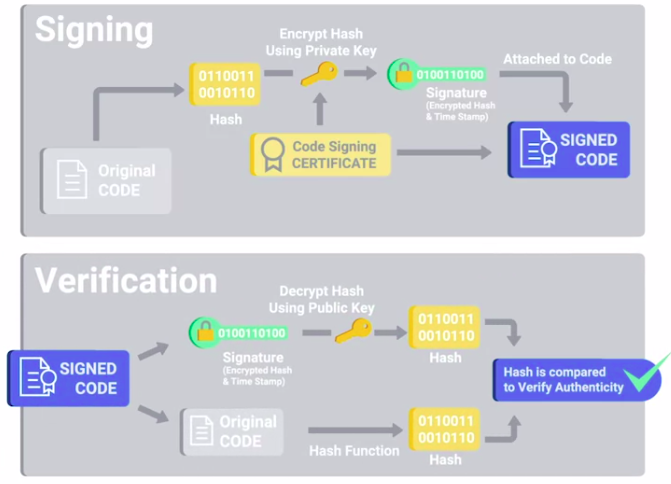 Signing
Encrypt Hash
Using Private Key
0110011
0010110
Hash
0100110100
Signature
(Encrypted Hash
& Time Stamp)
Attached to Code
Original
CODE
Code Signing
CERTIFICATE
SIGNED
CODE
Verification
Decrypt Hash
Using Public Key
0100110100
Signature
(Encrypted Hash
& Time Stamp)
0110011
0010110
Hash
SIGNED
CODE
Hash is compared
to Verify Authenticity
Original
CODE
Hash Function
0110011
0010110
Hash